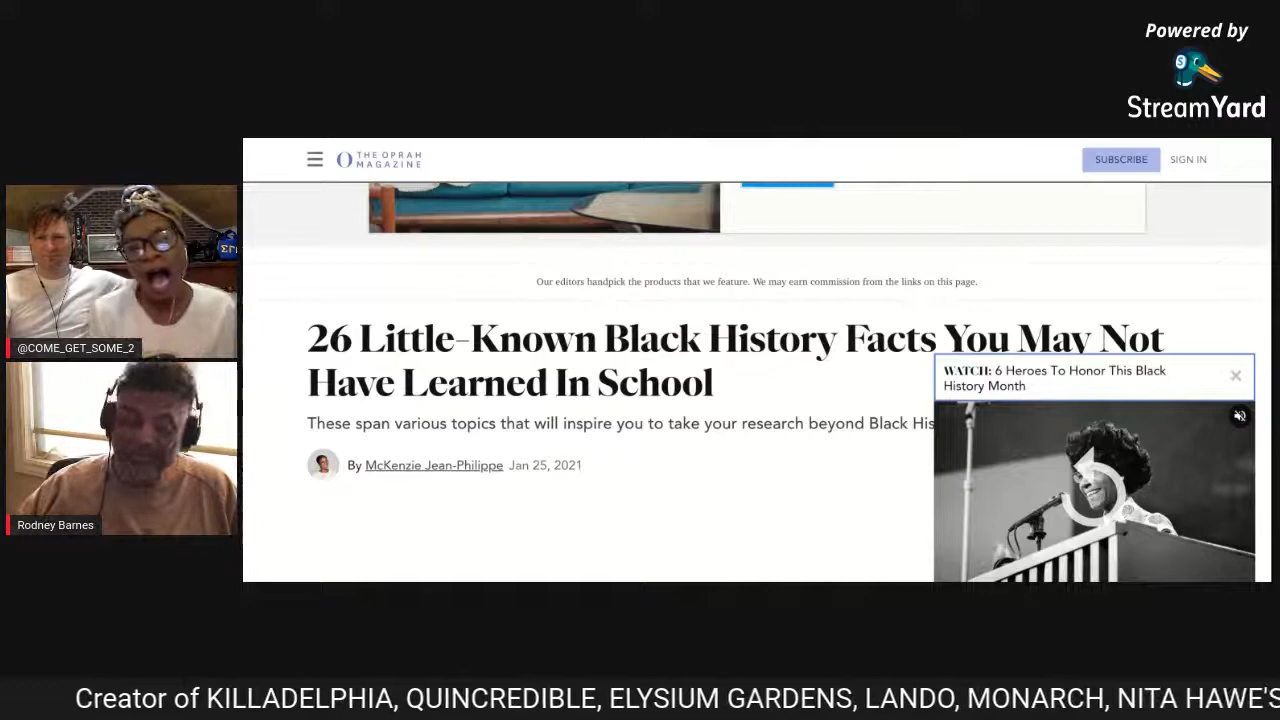 Powered by
StreamYard
THE OPRAH
MAGAZINE
SUBSCRIBE
SIGN IN
Our editors handpick the products that we feature. We may earn commission from the links on this page.
26 Little-Known Black History Facts You May Not
Have Learned In School
These span various topics that will inspire you to take your research beyond Black His
By McKenzie Jean-Philippe Jan 25, 2021
WATCH: 6 Heroes To Honor This Black
History Month
ΣΓ
@COME_GET_SOME_2
Rodney Barnes
Creator of KILLADELPHIA, QUINCREDIBLE, ELYSIUM GARDENS, LANDO, MONARCH, NITA HAWE'S